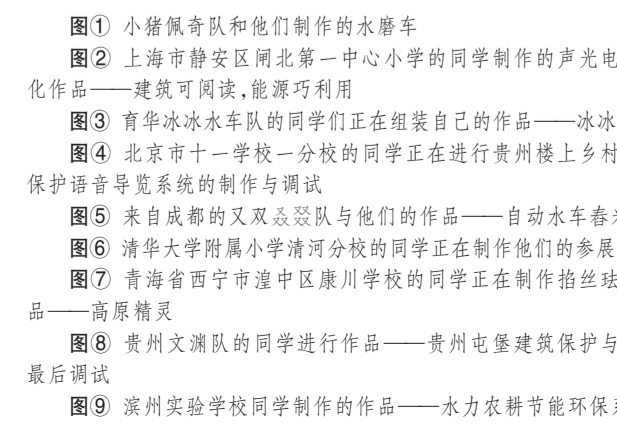 图① 小猪佩奇队和他们制作的水磨车
图② 上海市静安区闸北第一中心小学的同学制作的声光电
化作品——建筑可阅读,能源巧利用
图③ 育华冰冰水车队的同学们正在组装自己的作品——冰冰
图④ 北京市十一学校一分校的同学正在进行贵州楼上乡村
保护语音导览系统的制作与调试
图⑤ 来自成都的又双叒叕队与他们的作品——自动水车舂
图⑥ 清华大学附属小学清河分校的同学正在制作他们的参展
图⑦ 青海省西宁市湟中区康川学校的同学正在制作掐丝珐
品——高原精灵
图⑧ 贵州文渊队的同学进行作品——贵州屯堡建筑保护与
最后调试
图⑨ 滨州实验学校同学制作的作品——水力农耕节能环保